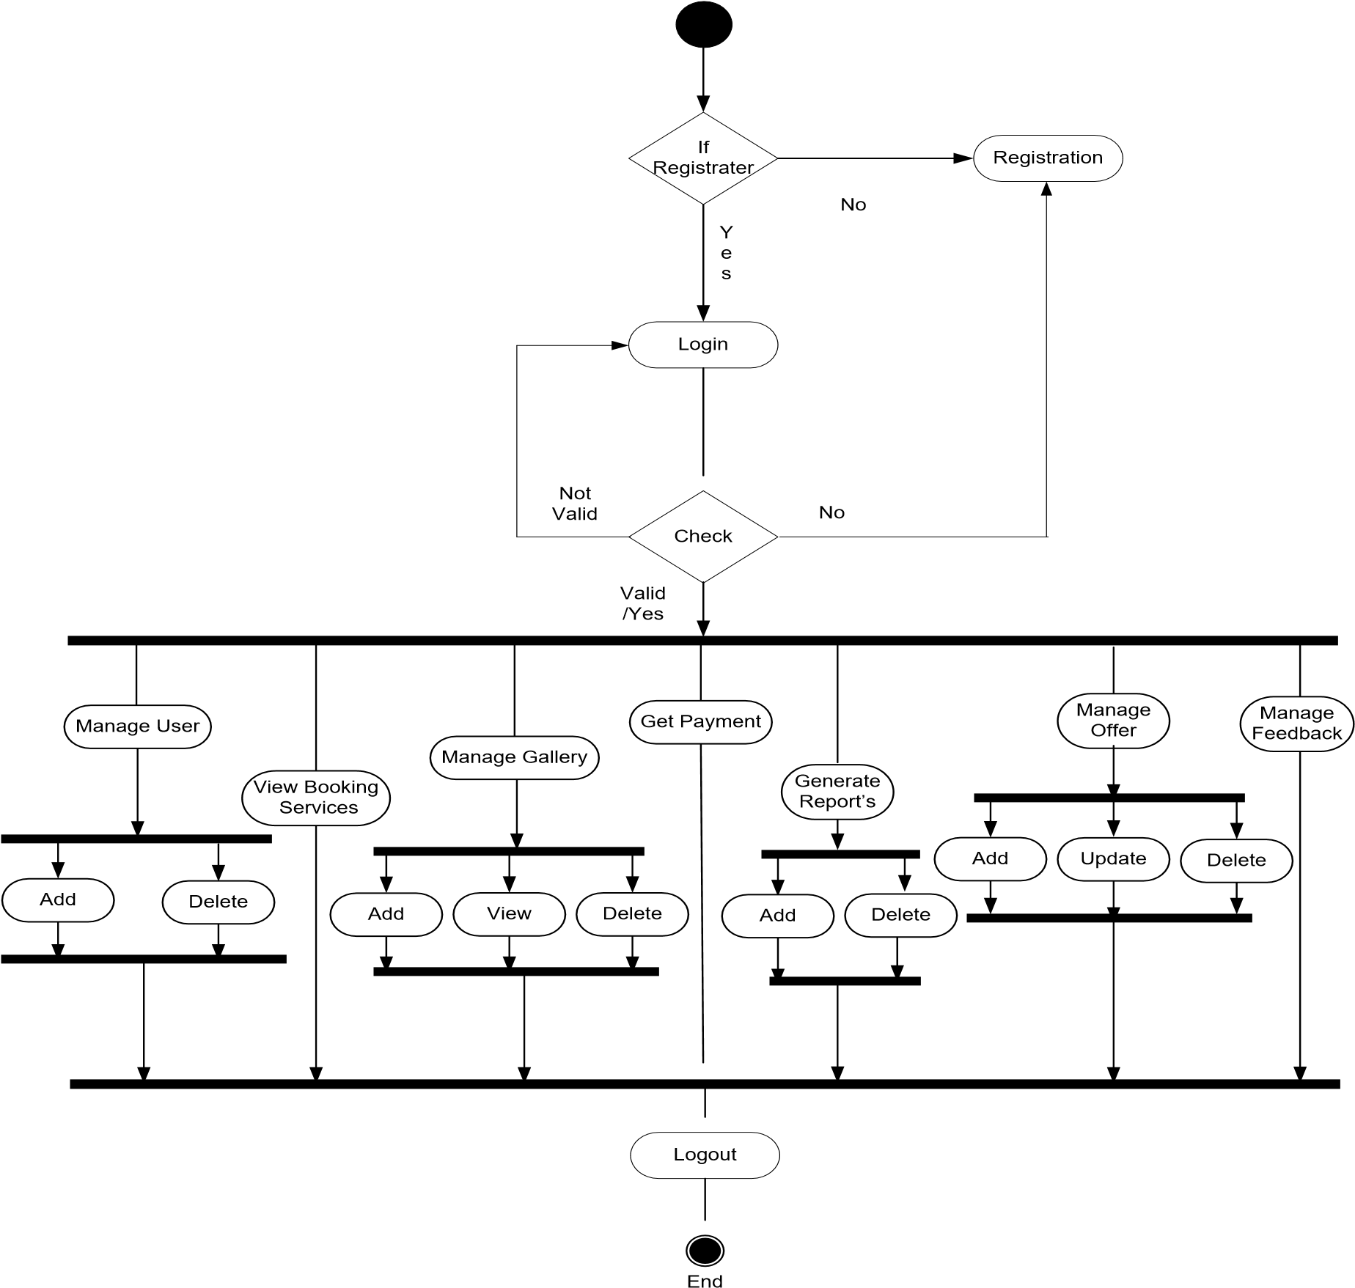 If
Registrater
Registration
No
Y
e
s
Login
Not
Valid
No
Check
Valid
/Yes
Manage User
View Booking
Services
Manage Gallery
Get Payment
Generate
Report's
Manage
Offer
Manage
Feedback
Add
Delete
Add
View
Delete
Add
Delete
Add
Update
Delete
Logout
End